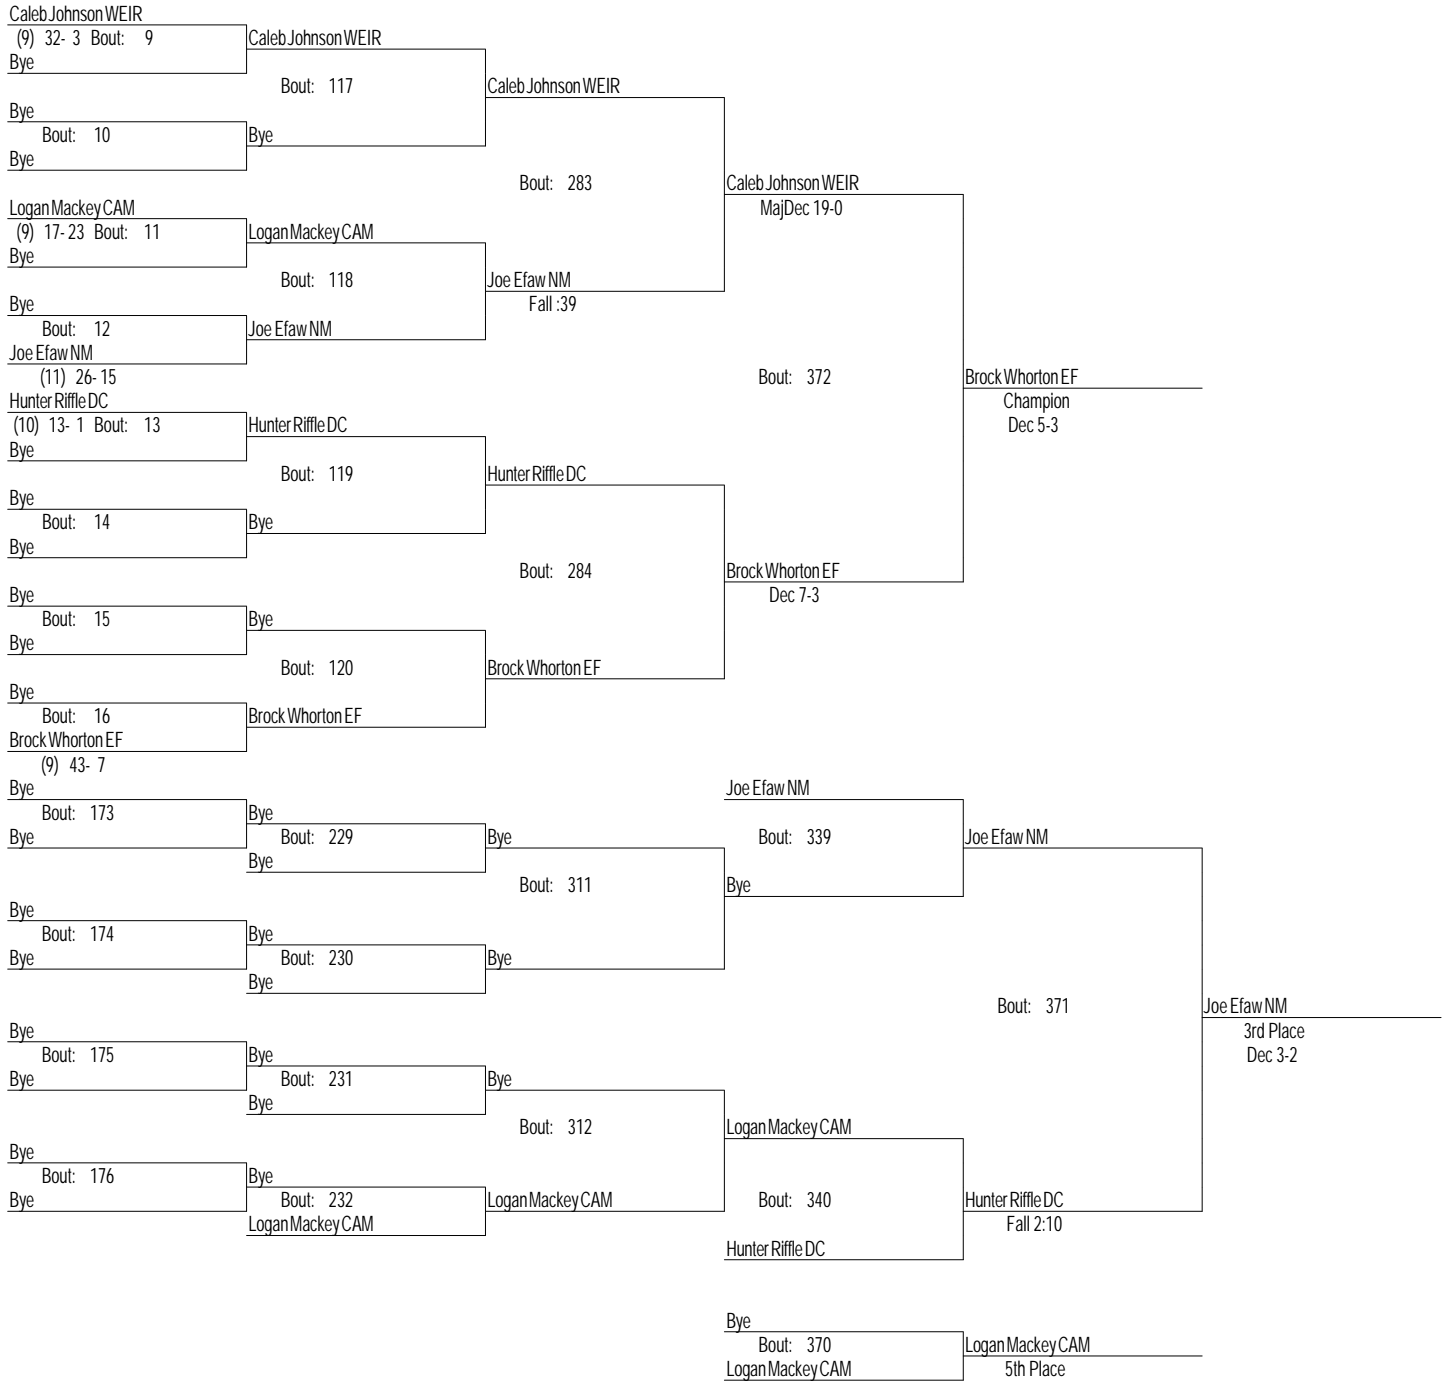 Caleb Johnson WEIR
(9) 32- 3 Bout: 9
Bye
Caleb Johnson WEIR
Bout: 117
Caleb Johnson WEIR
Bye
Bout: 10
Bye
Bye
Bout: 283
Caleb Johnson WEIR
MajDec 19-0
Logan Mackey CAM
(9) 17- 23 Bout: 11
Bye
Logan Mackey CAM
Bout: 118
Joe Efaw NM
Fall :39
Bye
Bout: 12
Joe Efaw NM
Joe Efaw NM
(11) 26- 15
Bout: 372
Brock Whorton EF
Champion
Dec 5-3
Hunter Riffle DC
(10) 13- 1 Bout: 13
Bye
Hunter Riffle DC
Bout: 119
Hunter Riffle DC
Bye
Bout: 14
Bye
Bye
Bout: 284
Brock Whorton EF
Dec 7-3
Bye
Bout: 15
Bye
Bye
Bout: 120
Brock Whorton EF
Bye
Bout: 16
Brock Whorton EF
Brock Whorton EF
(9) 43- 7
Bye
Bout: 173
Bye
Bye
Bout: 229
Bye
Bye
Bout: 311
Joe Efaw NM
Bout: 339
Bye
Joe Efaw NM
Bye
Bout: 174
Bye
Bye
Bout: 230
Bye
Bye
Bout: 371
Joe Efaw NM
3rd Place
Dec 3-2
Bye
Bout: 175
Bye
Bye
Bout: 231
Bye
Bye
Bout: 312
Logan Mackey CAM
Bye
Bout: 176
Bye
Bye
Bout: 232
Logan Mackey CAM
Logan Mackey CAM
Bout: 340
Hunter Riffle DC
Hunter Riffle DC
Fall 2:10
Bye
Bout: 370
Logan Mackey CAM
Logan Mackey CAM
5th Place